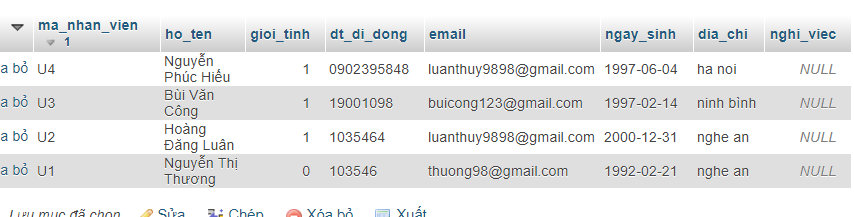 ma_nhan_vien ho_ten gioi_tinh dt_di_dong email ngay_sinh dia_chi nghi_viec
1
a bỏ U4 Nguyễn Phúc Hiếu 1 0902395848 luanthuy9898@gmail.com 1997-06-04 ha noi NULL
a bỏ U3 Bùi Văn Công 1 19001098 buicong123@gmail.com 1997-02-14 ninh bình NULL
a bỏ U2 Hoàng Đăng Luân 1 1035464 luanthuy9898@gmail.com 2000-12-31 nghe an NULL
a bỏ U1 Nguyễn Thị Thương 0 103546 thuong98@gmail.com 1992-02-21 nghe an NULL
Lưu mục đã chọn Sửa Chép Xóa bỏ Xuất